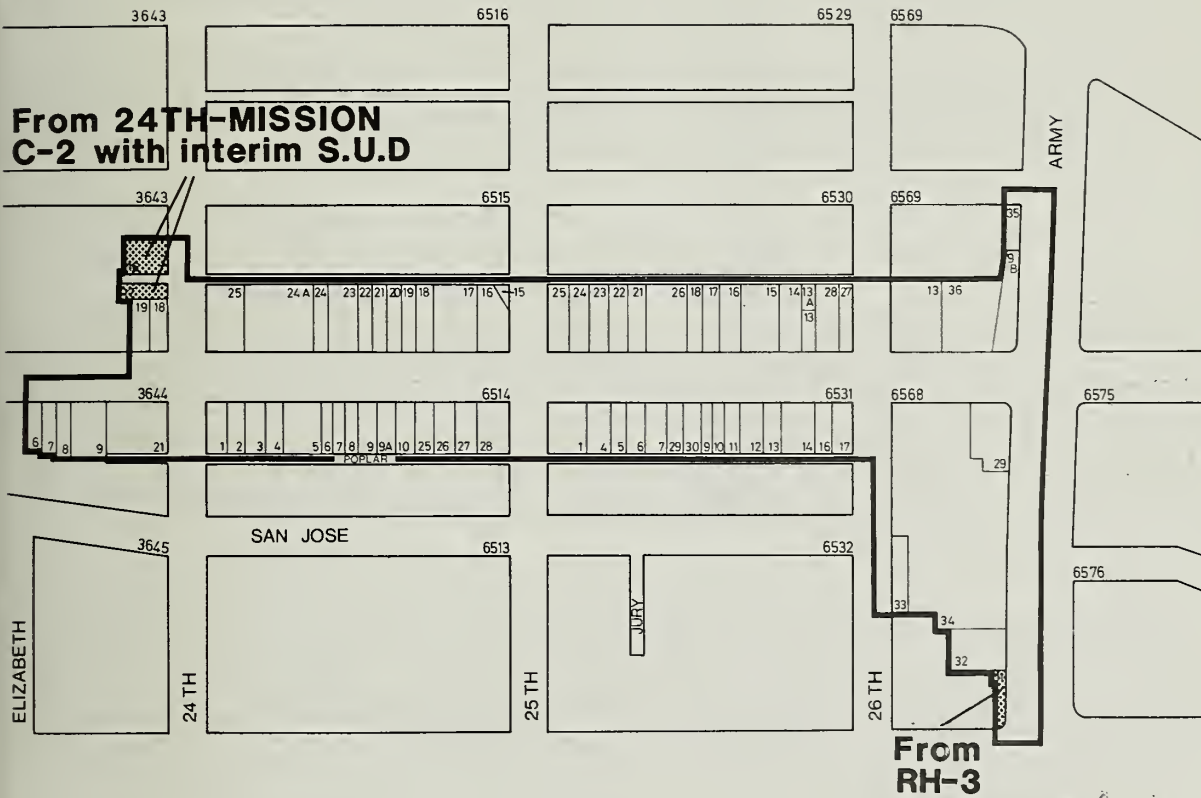 3643
6516
6529
6569
From 24TH-MISSION
C-2 with interim S.U.D
ARMY
3643
6515
6530
6569
35
9
B
19 18
25 24A 24 23 22 21 20 19 18 17 16 15
25 24 23 22 21 26 18 17 16 15 14 13 28 27
A
13
13 36
3644
6514
6531
6568
6575
6 7 8 9 21
1 2 3 4 5 6 7 8 9 9A 10 25 26 27 28
1 4 5 6 7 29 30 9 10 11 12 13 14 16 17
29
POPLAR
SAN JOSE
3645
6513
6532
6576
JURY
33
34
32
ELIZABETH
24TH
25TH
26TH
From
RH-3